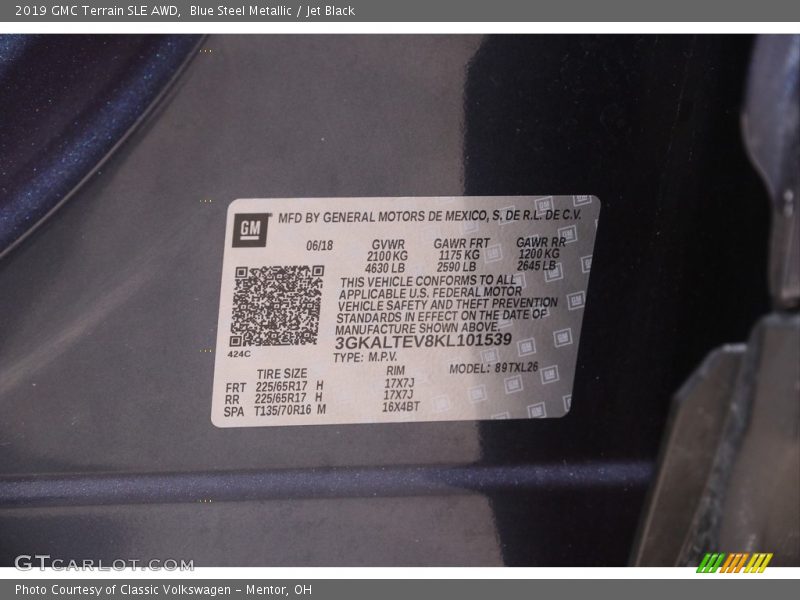 2019 GMC Terrain SLE AWD,  Blue Steel Metallic / Jet Black
GM
MFD BY GENERAL MOTORS DE MEXICO, S. DE R.L. DE C.V.
06/18 GVWR GAWR FRT GAWR RR
2100 KG 1175 KG 1200 KG
4630 LB 2590 LB 2645 LB
THIS VEHICLE CONFORMS TO ALL
APPLICABLE U.S. FEDERAL MOTOR
VEHICLE SAFETY AND THEFT PREVENTION
STANDARDS IN EFFECT ON THE DATE OF
MANUFACTURE SHOWN ABOVE.
3GKALTEV8KL101539
424C
TYPE: M.P.V.
TIRE SIZE RIM MODEL: 89TXL26
FRT 225/65R17 H 17X7J
RR 225/65R17 H 17X7J
SPA T135/70R16 M 16X4BT
GTCARLOT.COM
Photo Courtesy of Classic Volkswagen - Mentor, OH